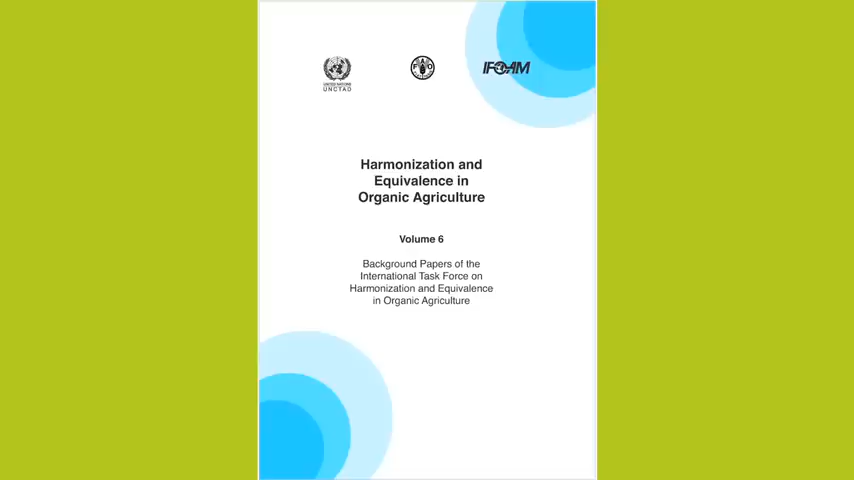 UNITED NATIONS
UNCTAD
F A O
IFOAM
Harmonization and
Equivalence in
Organic Agriculture
Volume 6
Background Papers of the
International Task Force on
Harmonization and Equivalence
in Organic Agriculture